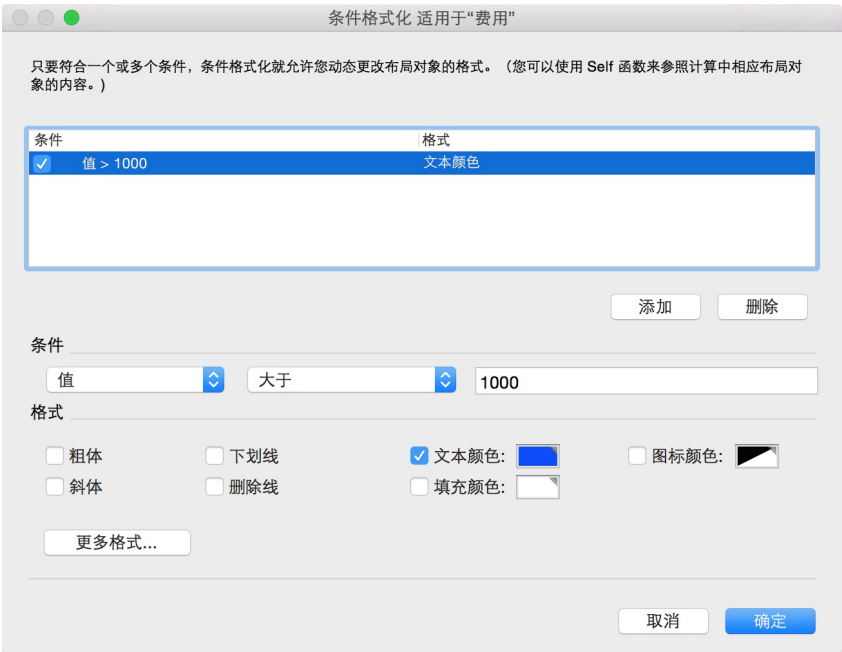 条件格式化 适用于“费用”
只要符合一个或多个条件，条件格式化就允许您动态更改布局对象的格式。（您可以使用 Self 函数来参照计算中相应布局对
象的内容。)
条件 格式
值 > 1000 文本颜色
添加 删除
条件
值 大于 1000
格式
粗体 下划线 文本颜色: 图标颜色:
斜体 删除线 填充颜色:
更多格式...
取消 确定